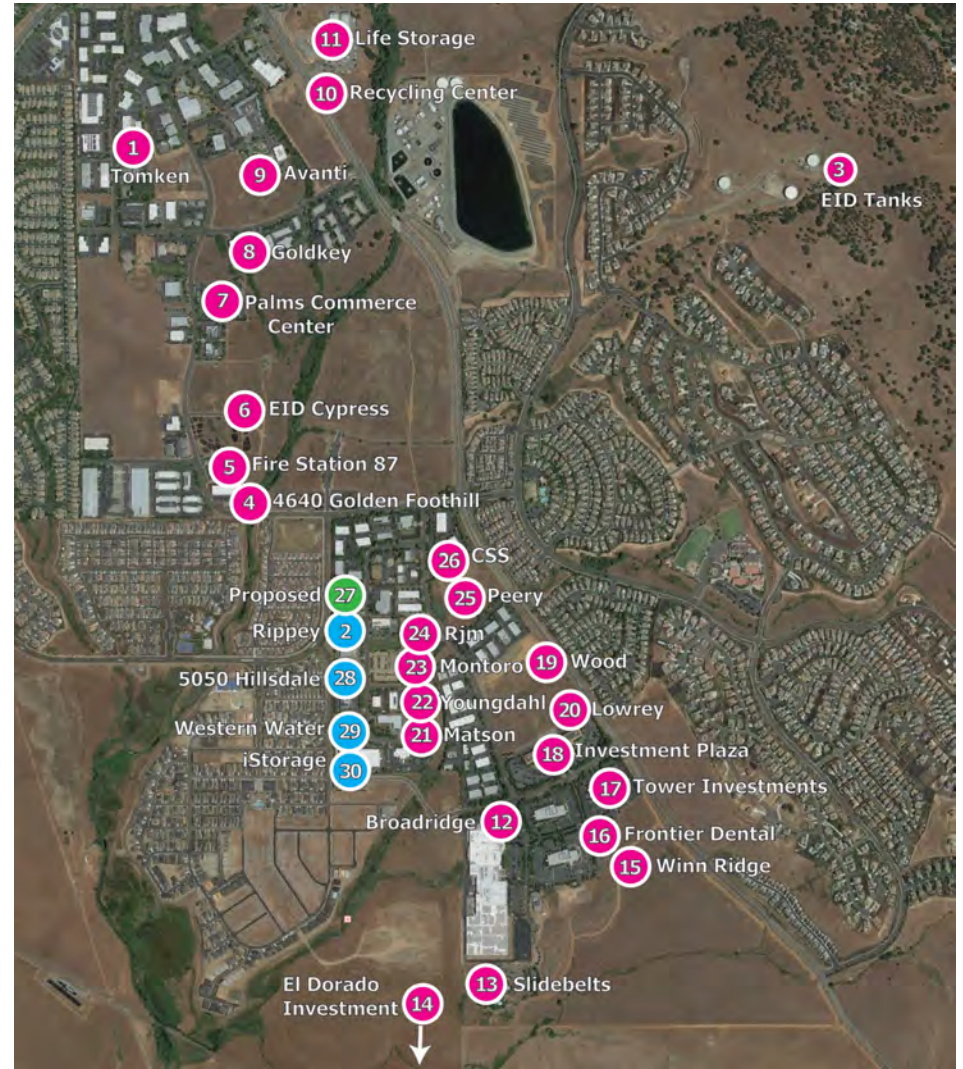 11 Life Storage
10 Recycling Center
1
Tomken
9 Avanti
3
EID Tanks
8 Goldkey
7 Palms Commerce
Center
6 EID Cypress
5 Fire Station 87
4 4640 Golden Foothill
26 CSS
Proposed 27
25 Peery
Rippey 2
24 Rjm
23 Montoro
19 Wood
5050 Hillsdale 28
22 Youngdahl
20 Lowrey
Western Water 29
21 Matson
18 Investment Plaza
iStorage
30
17 Tower Investments
Broadridge 12
16 Frontier Dental
15 Winn Ridge
13 Slidebelts
El Dorado
Investment 14